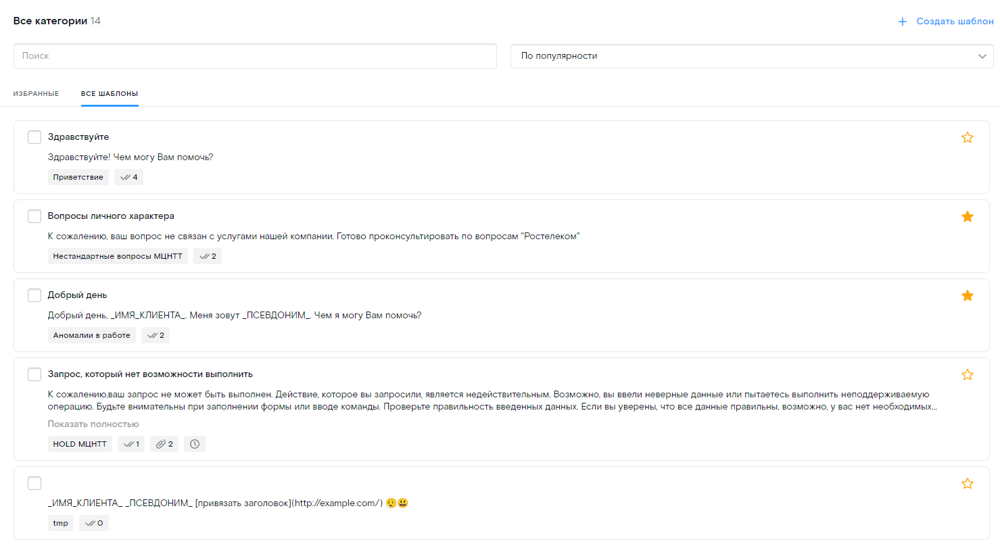 Все категории 14
Создать шаблон
Поиск
По популярности
ИЗБРАННЫЕ
ВСЕ ШАБЛОНЫ
Здравствуйте
Здравствуйте! Чем могу Вам помочь?
Приветствие
4
Вопросы личного характера
К сожалению, ваш вопрос не связан с услугами нашей компании. Готово проконсультировать по вопросам "Ростелеком"
Нестандартные вопросы МЦНТТ
2
Добрый день
Добрый день, _ИМЯ_КЛИЕНТА_. Меня зовут _ПСЕВДОНИМ_. Чем я могу Вам помочь?
Аномалии в работе
2
Запрос, который нет возможности выполнить
К сожалению,ваш запрос не может быть выполнен. Действие, которое вы запросили, является недействительным. Возможно, вы ввели неверные данные или пытаетесь выполнить неподдерживаемую
операцию. Будьте внимательны при заполнении формы или вводе команды. Проверьте правильность введенных данных. Если вы уверены, что все данные правильны, возможно, у вас нет необходимых...
Показать полностью
HOLD МЦНТТ
1
2
_ИМЯ_КЛИЕНТА_ _ПСЕВДОНИМ_ [привязать заголовок](http://example.com/) 😮‍💨😃
tmp
0